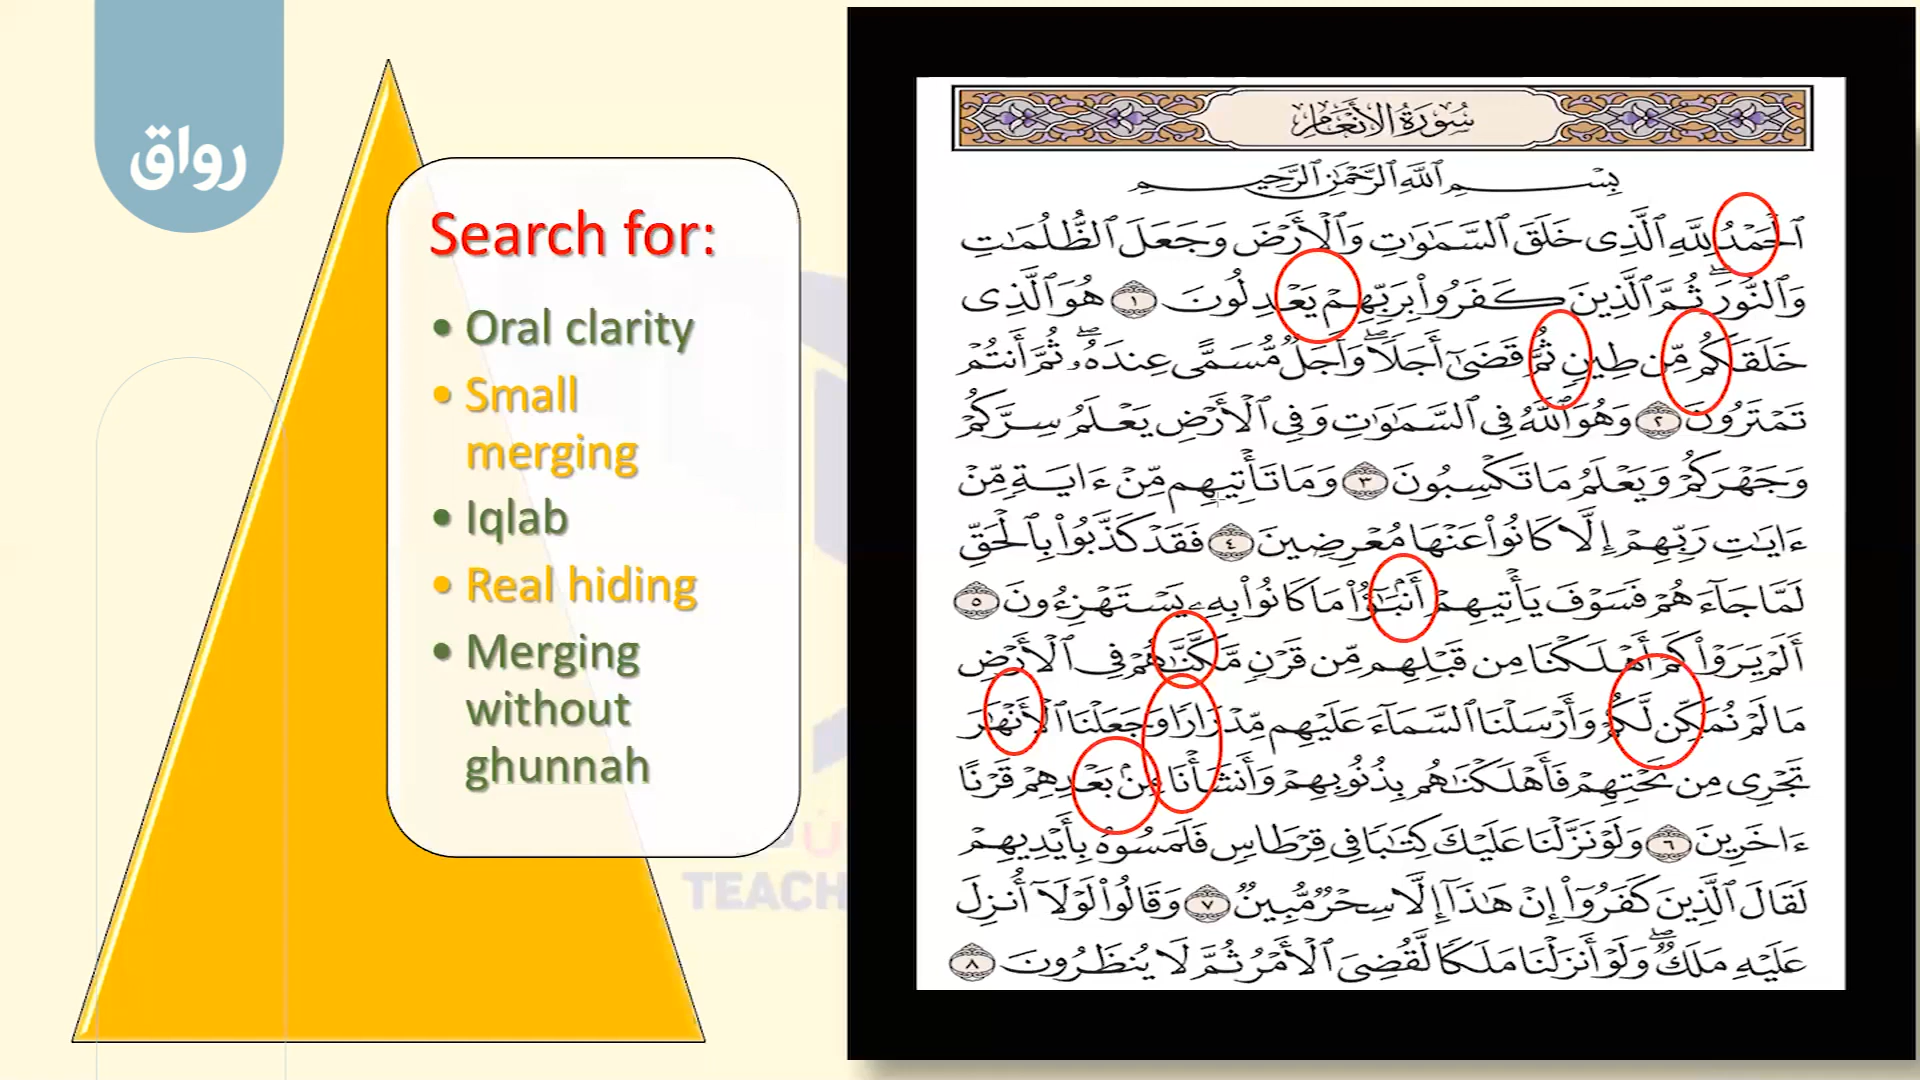 رواق
Search for:
• Oral clarity
• Small
merging
• Iqlab
• Real hiding
• Merging
without
ghunnah
TEACH
سُورَةُ الأَنْعَامِ
بِسْمِ ٱللَّهِ ٱلرَّحْمَٰنِ ٱلرَّحِيمِ
ٱلْحَمْدُ لِلَّهِ ٱلَّذِى خَلَقَ ٱلسَّمَٰوَٰتِ وَٱلْأَرْضَ وَجَعَلَ ٱلظُّلُمَٰتِ
وَٱلنُّورَ ۖ ثُمَّ ٱلَّذِينَ كَفَرُوا۟ بِرَبِّهِمْ يَعْدِلُونَ ١ هُوَ ٱلَّذِى
خَلَقَكُم مِّن طِينٍ ثُمَّ قَضَىٰٓ أَجَلًا ۖ وَأَجَلٌ مُّسَمًّى عِندَهُۥ ۖ ثُمَّ أَنتُمْ
تَمْتَرُونَ ٢ وَهُوَ ٱللَّهُ فِى ٱلسَّمَٰوَٰتِ وَفِى ٱلْأَرْضِ يَعْلَمُ سِرَّكُمْ
وَجَهْرَكُمْ وَيَعْلَمُ مَا تَكْسِبُونَ ٣ وَمَا تَأْتِيهِم مِّنْ ءَايَةٍ مِّنْ
ءَايَٰتِ رَبِّهِمْ إِلَّا كَانُوا۟ عَنْهَا مُعْرِضِينَ ٤ فَقَدْ كَذَّبُوا۟ بِٱلْحَقِّ
لَمَّا جَآءَهُمْ فَسَوْفَ يَأْتِيهِمْ أَنۢبَٰٓؤُا۟ مَا كَانُوا۟ بِهِۦ يَسْتَهْزِءُونَ ٥
أَلَمْ يَرَوْا۟ كَمْ أَهْلَكْنَا مِن قَبْلِهِم مِّن قَرْنٍ مَّكَّنَّٰهُمْ فِى ٱلْأَرْضِ
مَا لَمْ نُمَكِّن لَّكُمْ وَأَرْسَلْنَا ٱلسَّمَآءَ عَلَيْهِم مِّدْرَارًا وَجَعَلْنَا ٱلْأَنْهَٰرَ
تَجْرِى مِن تَحْتِهِمْ فَأَهْلَكْنَٰهُم بِذُنُوبِهِمْ وَأَنشَأْنَا مِنۢ بَعْدِهِمْ قَرْنًا
ءَاخَرِينَ ٦ وَلَوْ نَزَّلْنَا عَلَيْكَ كِتَٰبًا فِى قِرْطَاسٍ فَلَمَسُوهُ بِأَيْدِيهِمْ
لَقَالَ ٱلَّذِينَ كَفَرُوٓا۟ إِنْ هَٰذَآ إِلَّا سِحْرٌ مُّبِينٌ ٧ وَقَالُوا۟ لَوْلَآ أُنزِلَ
عَلَيْهِ مَلَكٌ ۖ وَلَوْ أَنزَلْنَا مَلَكًا لَّقُضِىَ ٱلْأَمْرُ ثُمَّ لَا يُنظَرُونَ ٨